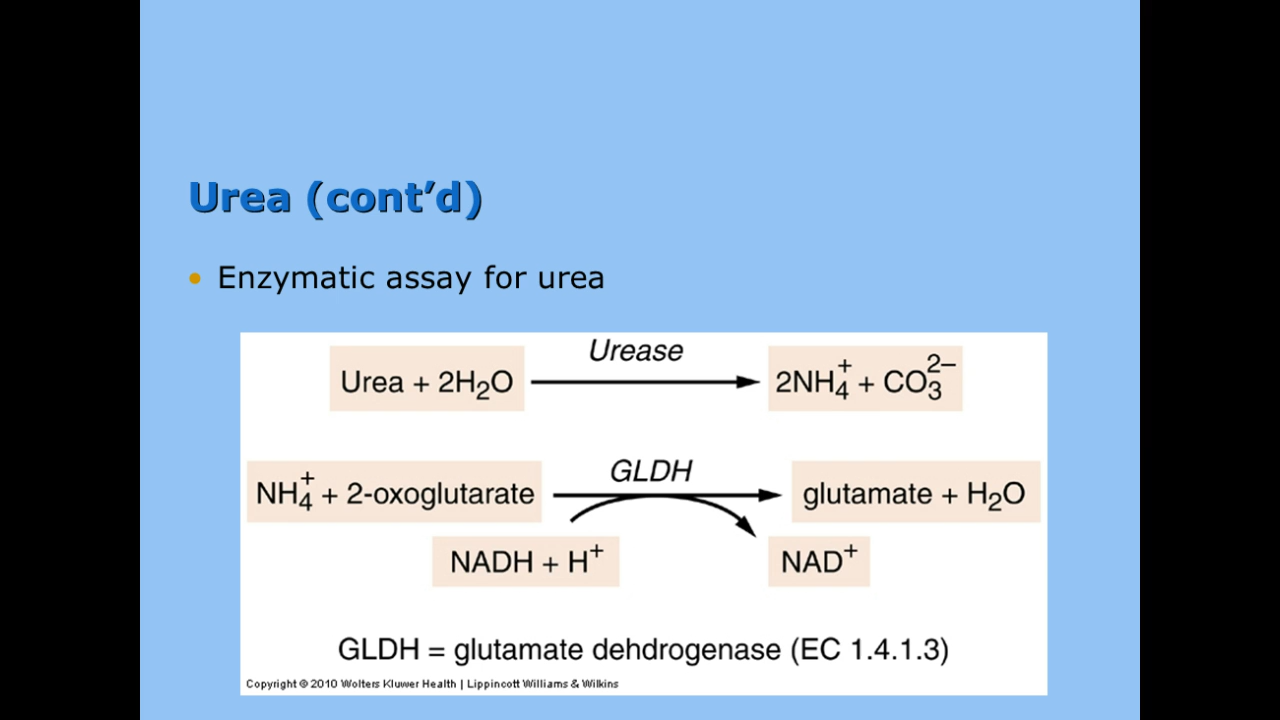 Urea (cont’d)
• Enzymatic assay for urea
Urease
Urea + 2H₂O
2NH₄⁺ + CO₃²⁻
GLDH
NH₄⁺ + 2-oxoglutarate
glutamate + H₂O
NADH + H⁺
NAD⁺
GLDH = glutamate dehdrogenase (EC 1.4.1.3)
Copyright © 2010 Wolters Kluwer Health | Lippincott Williams & Wilkins